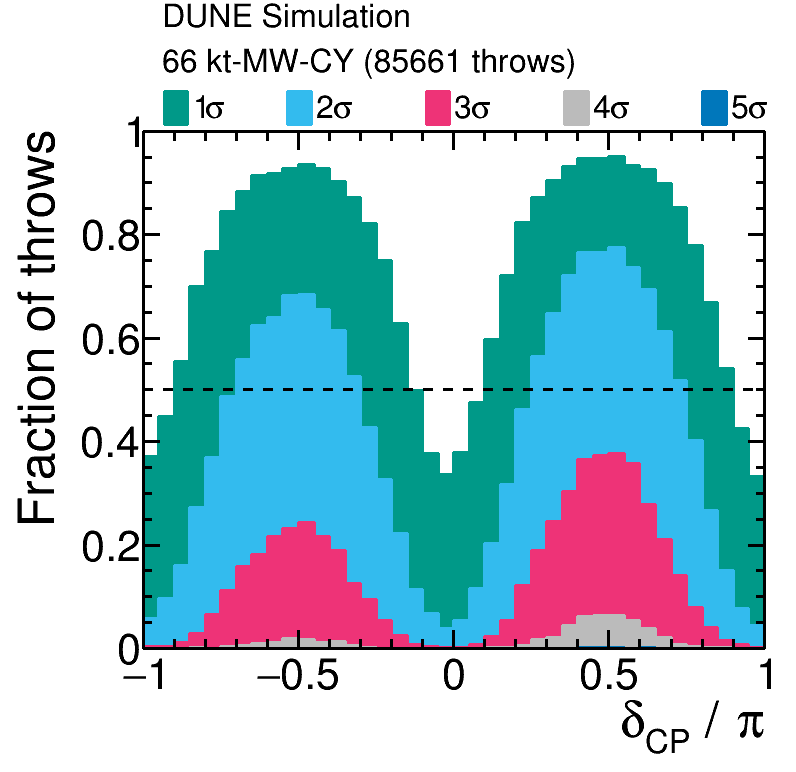 DUNE Simulation
66 kt-MW-CY (85661 throws)
1σ 2σ 3σ 4σ 5σ
Fraction of throws
1
0.8
0.6
0.4
0.2
0
−1 −0.5 0 0.5 1
δCP / π